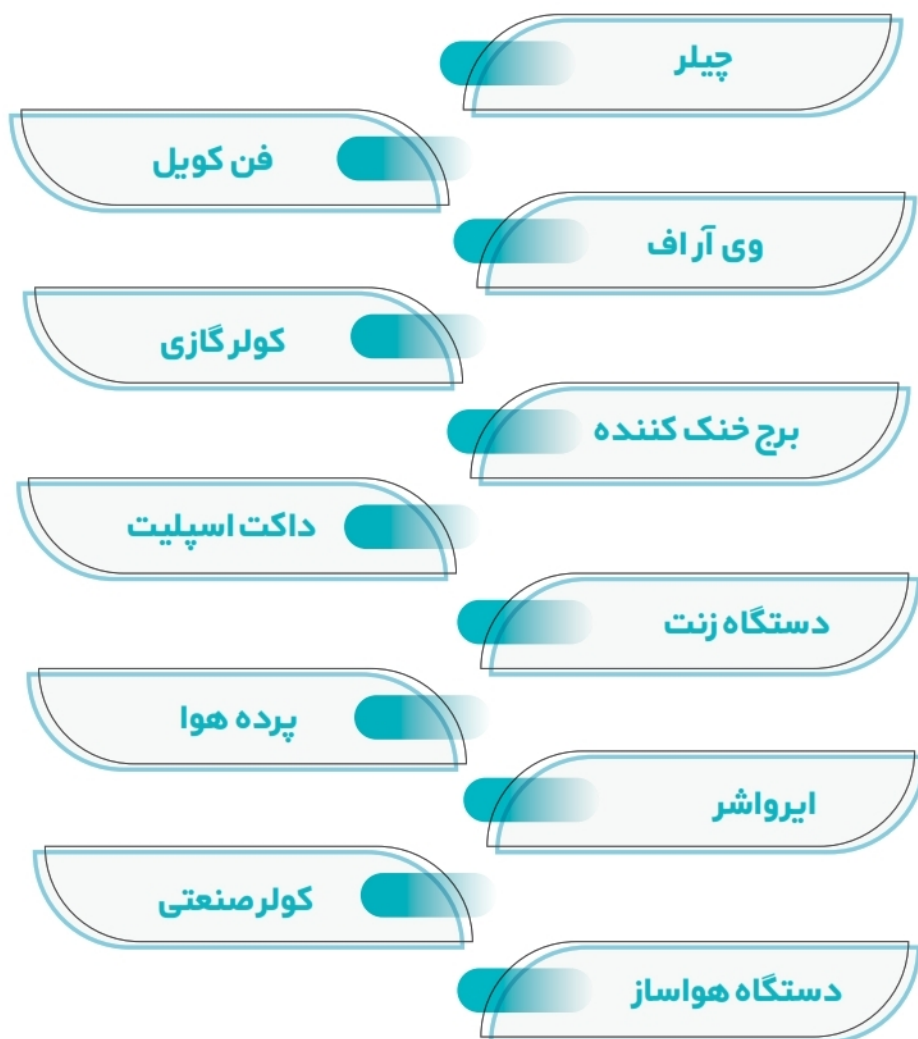 چیلر
فن کویل
وی آر اف
کولر گازی
برج خنک کننده
داکت اسپلیت
دستگاه زنت
پرده هوا
ایرواشر
کولر صنعتی
دستگاه هواساز